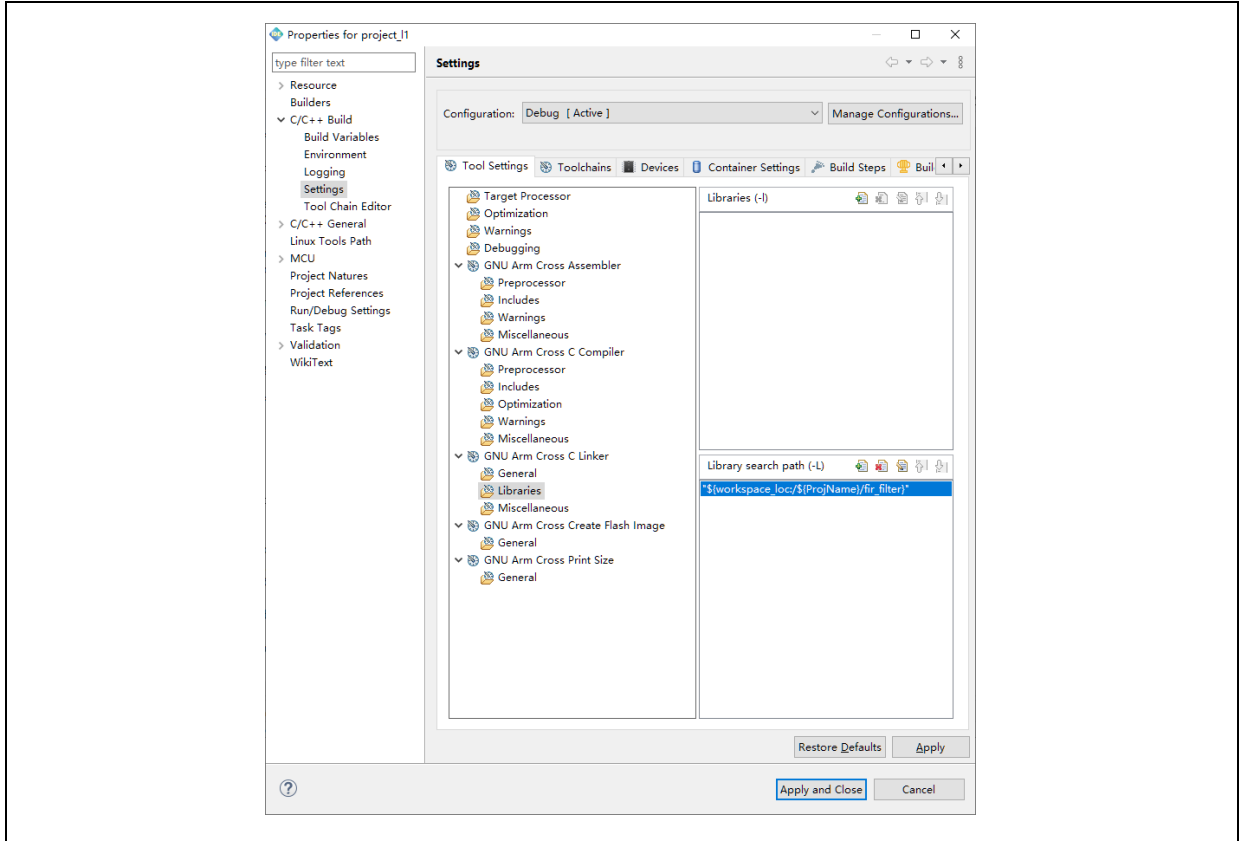 Properties for project_l1
type filter text
Resource
Builders
C/C++ Build
Build Variables
Environment
Logging
Settings
Tool Chain Editor
C/C++ General
Linux Tools Path
MCU
Project Natures
Project References
Run/Debug Settings
Task Tags
Validation
WikiText
Settings
Configuration: Debug [ Active ] Manage Configurations...
Tool Settings Toolchains Devices Container Settings Build Steps Buil
Target Processor
Optimization
Warnings
Debugging
GNU Arm Cross Assembler
Preprocessor
Includes
Warnings
Miscellaneous
GNU Arm Cross C Compiler
Preprocessor
Includes
Optimization
Warnings
Miscellaneous
GNU Arm Cross C Linker
General
Libraries
Miscellaneous
GNU Arm Cross Create Flash Image
General
GNU Arm Cross Print Size
General
Libraries (-l)
Library search path (-L)
"${workspace_loc:/${ProjName}/fir_filter}"
Restore Defaults Apply
Apply and Close Cancel